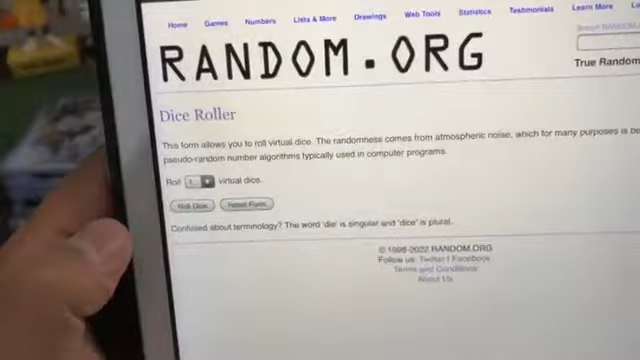 Home Games Numbers Lists & More Drawings Web Tools Statistics Testimonials Learn More
RANDOM.ORG
True Random
Dice Roller
This form allows you to roll virtual dice. The randomness comes from atmospheric noise, which for many purposes is be
pseudo-random number algorithms typically used in computer programs.
Roll virtual dice.
Roll Dice Reset Form
Confused about terminology? The word 'die' is singular and 'dice' is plural.
© 1998-2022 RANDOM.ORG
Follow us: Twitter | Facebook
Terms and Conditions
About Us